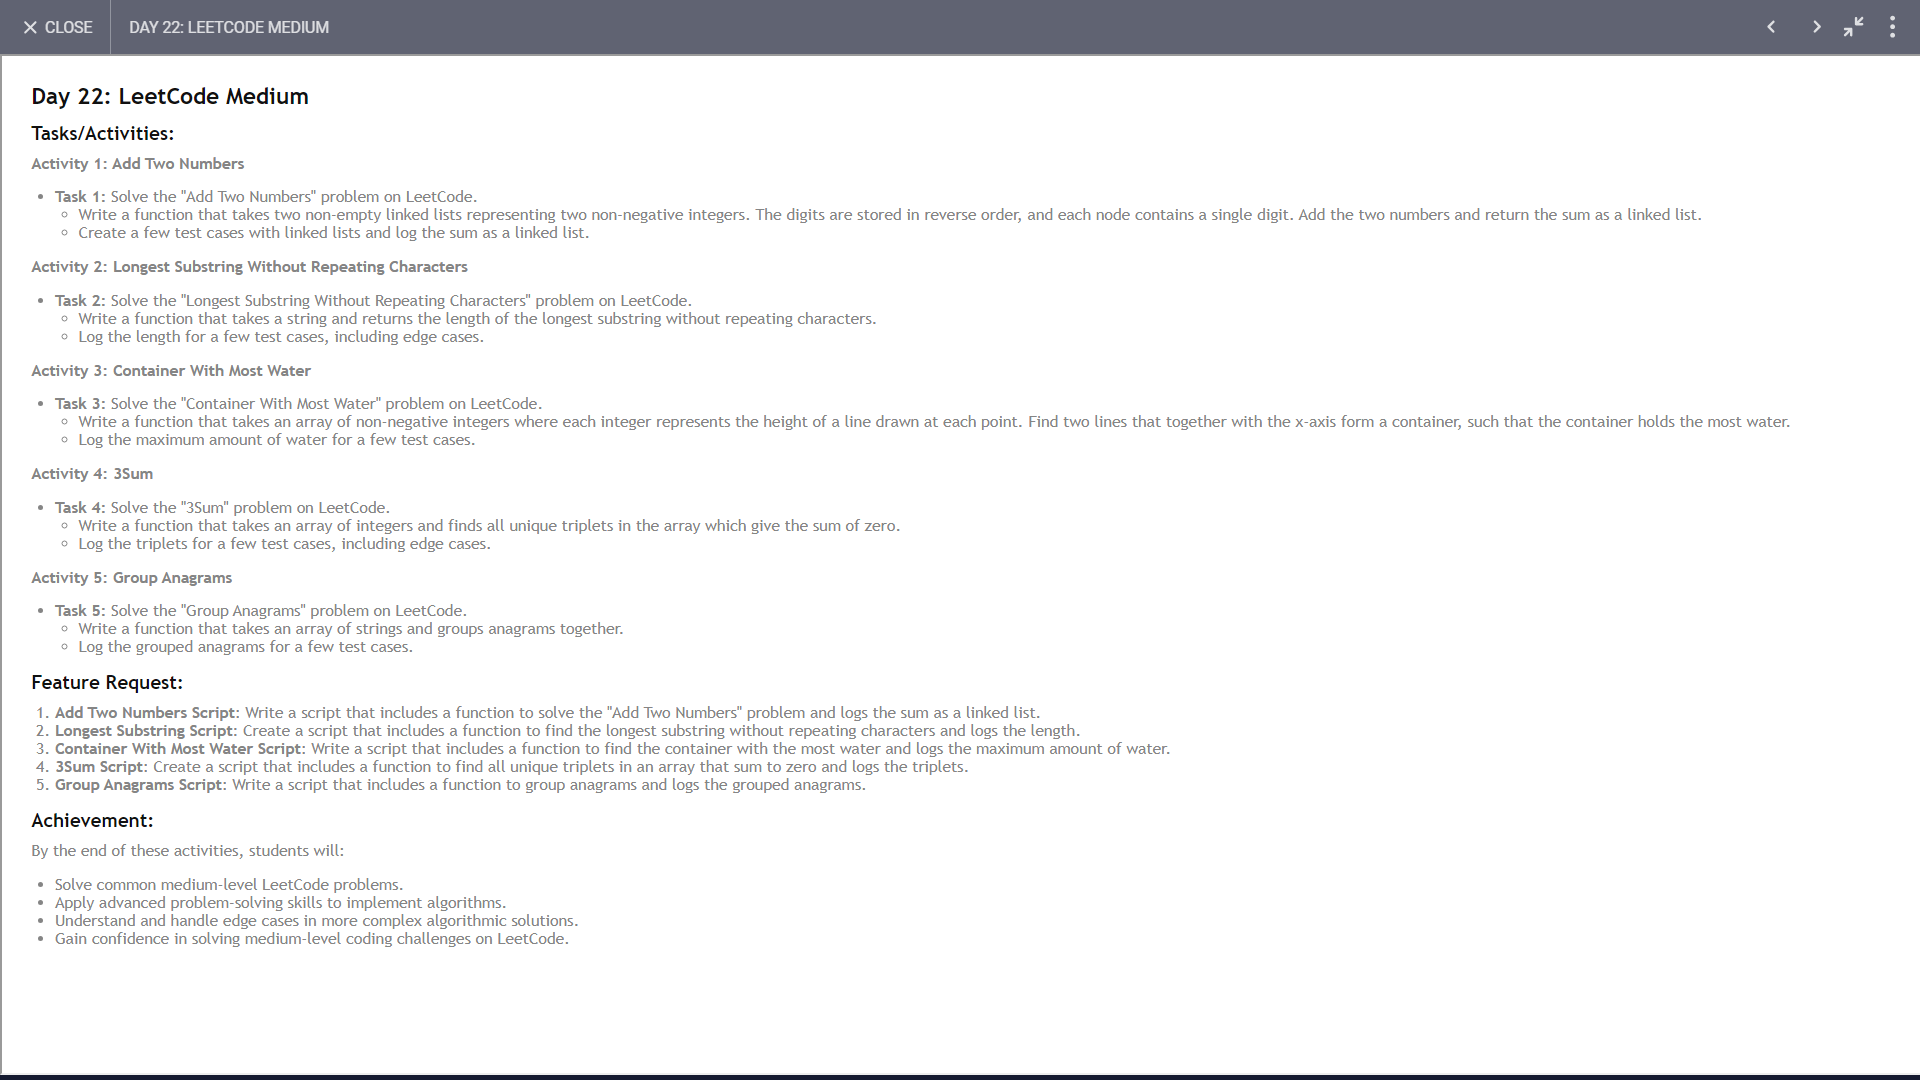 CLOSE
DAY 22: LEETCODE MEDIUM
Day 22: LeetCode Medium
Tasks/Activities:
Activity 1: Add Two Numbers
• Task 1: Solve the "Add Two Numbers" problem on LeetCode.
◦ Write a function that takes two non-empty linked lists representing two non-negative integers. The digits are stored in reverse order, and each node contains a single digit. Add the two numbers and return the sum as a linked list.
◦ Create a few test cases with linked lists and log the sum as a linked list.
Activity 2: Longest Substring Without Repeating Characters
• Task 2: Solve the "Longest Substring Without Repeating Characters" problem on LeetCode.
◦ Write a function that takes a string and returns the length of the longest substring without repeating characters.
◦ Log the length for a few test cases, including edge cases.
Activity 3: Container With Most Water
• Task 3: Solve the "Container With Most Water" problem on LeetCode.
◦ Write a function that takes an array of non-negative integers where each integer represents the height of a line drawn at each point. Find two lines that together with the x-axis form a container, such that the container holds the most water.
◦ Log the maximum amount of water for a few test cases.
Activity 4: 3Sum
• Task 4: Solve the "3Sum" problem on LeetCode.
◦ Write a function that takes an array of integers and finds all unique triplets in the array which give the sum of zero.
◦ Log the triplets for a few test cases, including edge cases.
Activity 5: Group Anagrams
• Task 5: Solve the "Group Anagrams" problem on LeetCode.
◦ Write a function that takes an array of strings and groups anagrams together.
◦ Log the grouped anagrams for a few test cases.
Feature Request:
1. Add Two Numbers Script: Write a script that includes a function to solve the "Add Two Numbers" problem and logs the sum as a linked list.
2. Longest Substring Script: Create a script that includes a function to find the longest substring without repeating characters and logs the length.
3. Container With Most Water Script: Write a script that includes a function to find the container with the most water and logs the maximum amount of water.
4. 3Sum Script: Create a script that includes a function to find all unique triplets in an array that sum to zero and logs the triplets.
5. Group Anagrams Script: Write a script that includes a function to group anagrams and logs the grouped anagrams.
Achievement:
By the end of these activities, students will:
• Solve common medium-level LeetCode problems.
• Apply advanced problem-solving skills to implement algorithms.
• Understand and handle edge cases in more complex algorithmic solutions.
• Gain confidence in solving medium-level coding challenges on LeetCode.